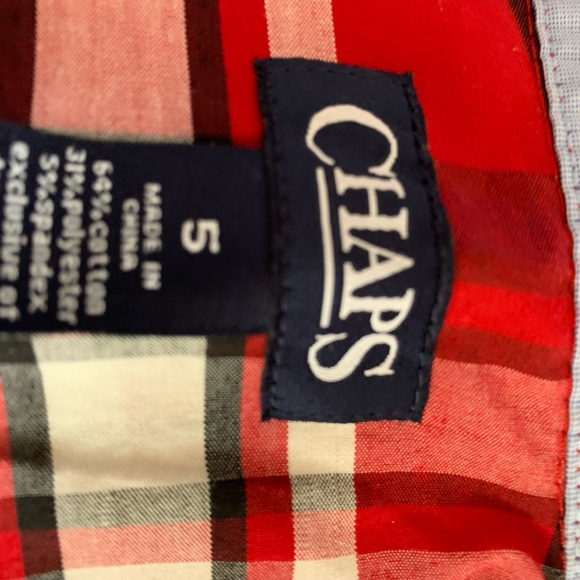 CHAPS
5
MADE IN
CHINA
64%cotton
31%polyester
5%spandex
exclusive of